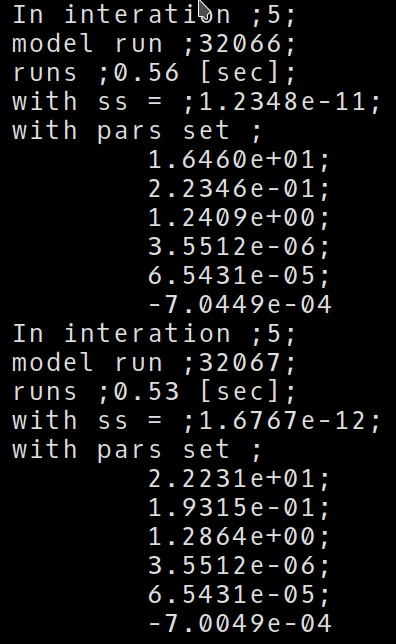 In interation ;5;
model run ;32066;
runs ;0.56 [sec];
with ss = ;1.2348e-11;
with pars set ;
1.6460e+01;
2.2346e-01;
1.2409e+00;
3.5512e-06;
6.5431e-05;
-7.0449e-04
In interation ;5;
model run ;32067;
runs ;0.53 [sec];
with ss = ;1.6767e-12;
with pars set ;
2.2231e+01;
1.9315e-01;
1.2864e+00;
3.5512e-06;
6.5431e-05;
-7.0049e-04